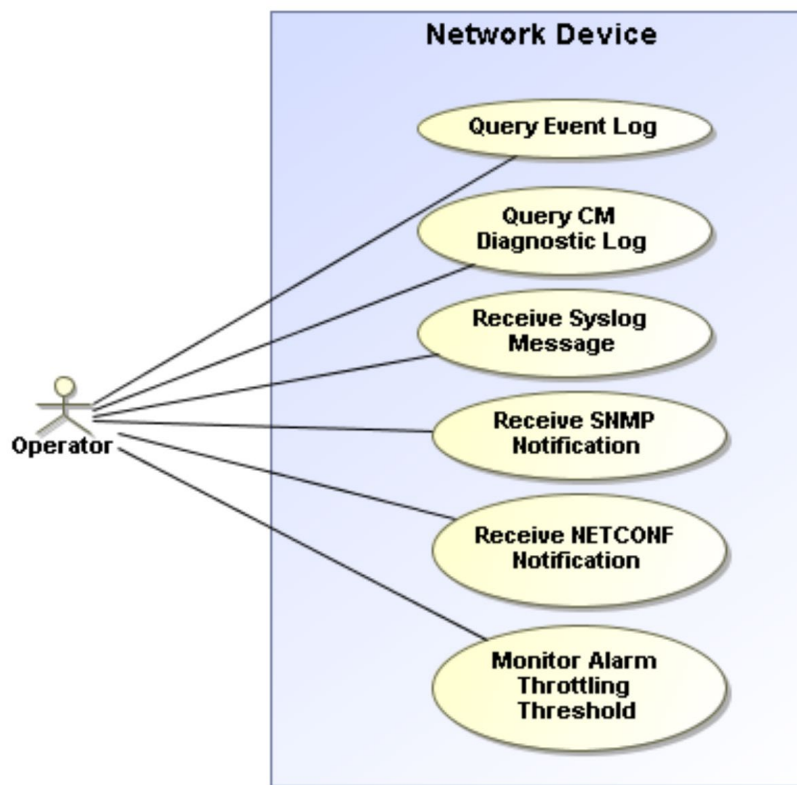 Network Device
Query Event Log
Query CM
Diagnostic Log
Receive Syslog
Message
Receive SNMP
Notification
Operator
Receive NETCONF
Notification
Monitor Alarm
Throttling
Threshold